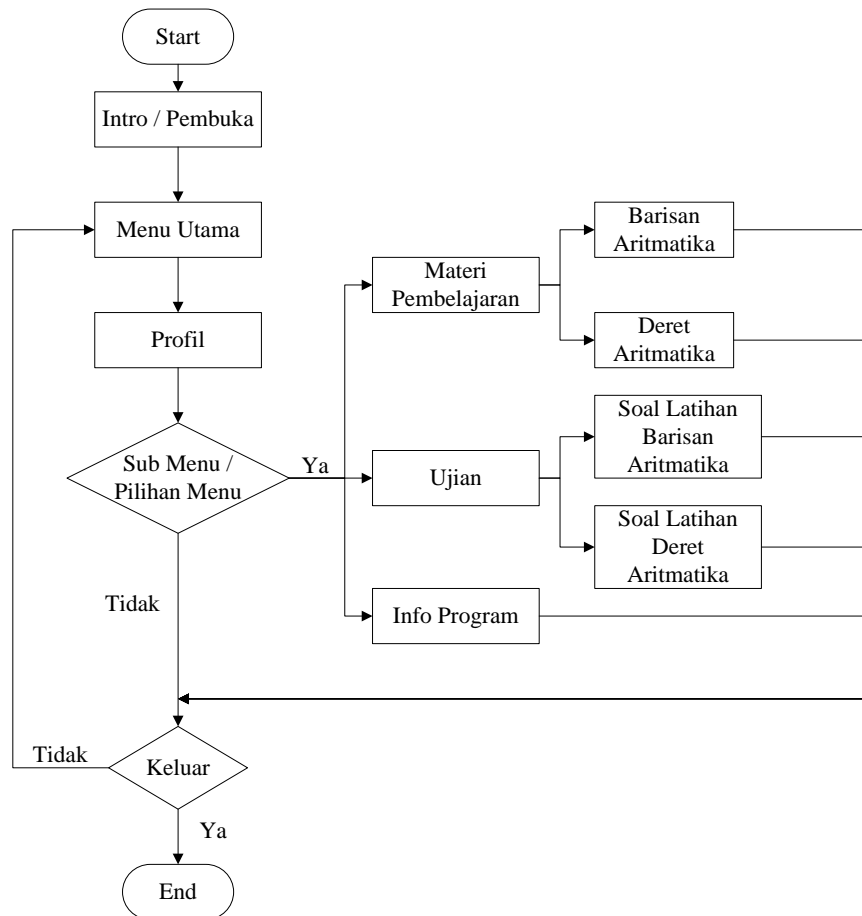 Start
Intro / Pembuka
Menu Utama
Profil
Sub Menu /
Pilihan Menu
Ya
Tidak
Materi
Pembelajaran
Barisan
Aritmatika
Deret
Aritmatika
Ujian
Soal Latihan
Barisan
Aritmatika
Soal Latihan
Deret
Aritmatika
Info Program
Tidak
Keluar
Ya
End